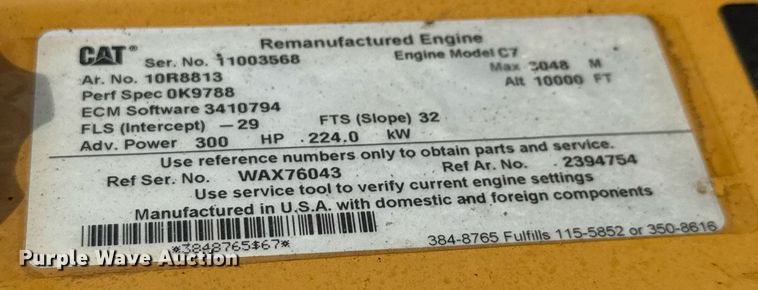 CAT Remanufactured Engine
Ser. No. 11003568 Engine Model C7
Ar. No. 10R8813 Max 3048 M
Perf Spec 0K9788 Alt 10000 FT
ECM Software 3410794
FLS (Intercept) -29 FTS (Slope) 32
Adv. Power 300 HP 224.0 kW
Use reference numbers only to obtain parts and service.
Ref Ser. No. WAX76043 Ref Ar. No. 2394754
Use service tool to verify current engine settings
Manufactured in U.S.A. with domestic and foreign components
*3848765$67*
384-8765 Fulfills 115-5852 or 350-8616
Purple Wave Auction